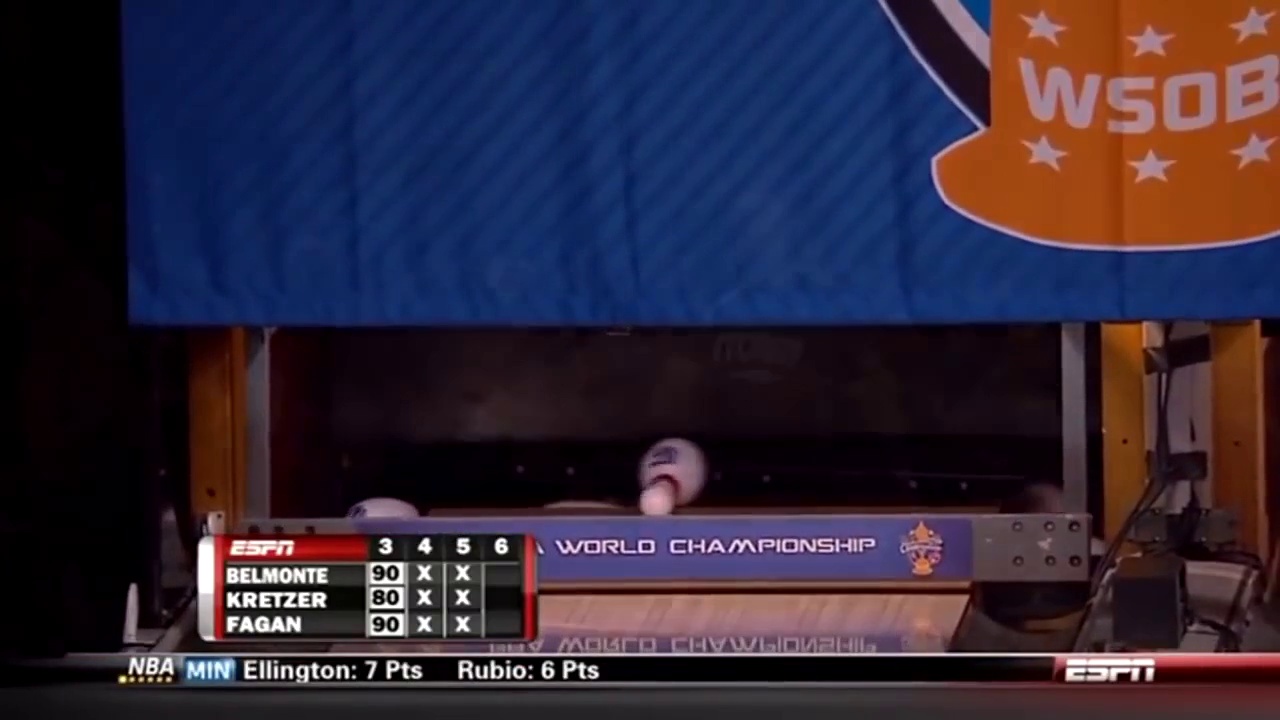 WSOB
A WORLD CHAMPIONSHIP
ESPN 3 4 5 6
BELMONTE 90 X X
KRETZER 80 X X
FAGAN 90 X X
NBA MIN Ellington: 7 Pts Rubio: 6 Pts ESPN